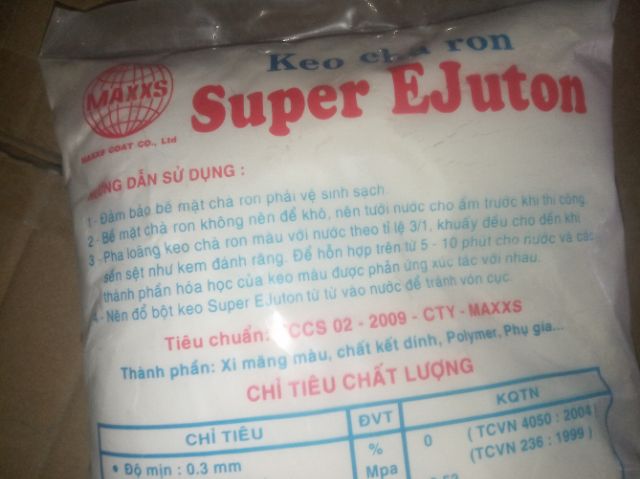 Keo chà ron
MAXXS
Super EJuton
MAXXS COAT CO., Ltd
DẪN SỬ DỤNG :
1 - Đảm bảo bề mặt chà ron phải vệ sinh sạch.
2 - Bề mặt chà ron không nên để khô, nên tưới nước cho ẩm trước khi thi công.
3 - Pha loãng keo chà ron màu với nước theo tỉ lệ 3/1, khuấy đều cho đến khi
sền sệt như kem đánh răng. Để hỗn hợp trên từ 5 - 10 phút cho nước và các
thành phần hóa học của keo màu được phản ứng xúc tác với nhau.
4 - Nên đổ bột keo Super EJuton từ từ vào nước để tránh vón cục.
Tiêu chuẩn: TCCS 02 - 2009 - CTY - MAXXS
Thành phần: Xi măng màu, chất kết dính, Polymer, Phụ gia...
CHỈ TIÊU CHẤT LƯỢNG
CHỈ TIÊU ĐVT KQTN
• Độ mịn : 0.3 mm % 0 ( TCVN 4050 : 2004)
Mpa (TCVN 236 : 1999 )